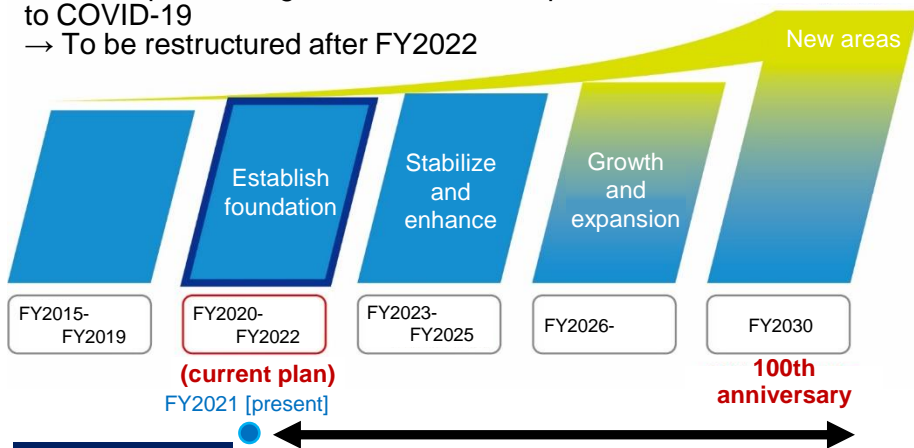 to COVID-19
→ To be restructured after FY2022
New areas
Establish
foundation
Stabilize
and
enhance
Growth
and
expansion
FY2015-
FY2019
FY2020-
FY2022
FY2023-
FY2025
FY2026-
FY2030
(current plan)
100th
anniversary
FY2021 [present]